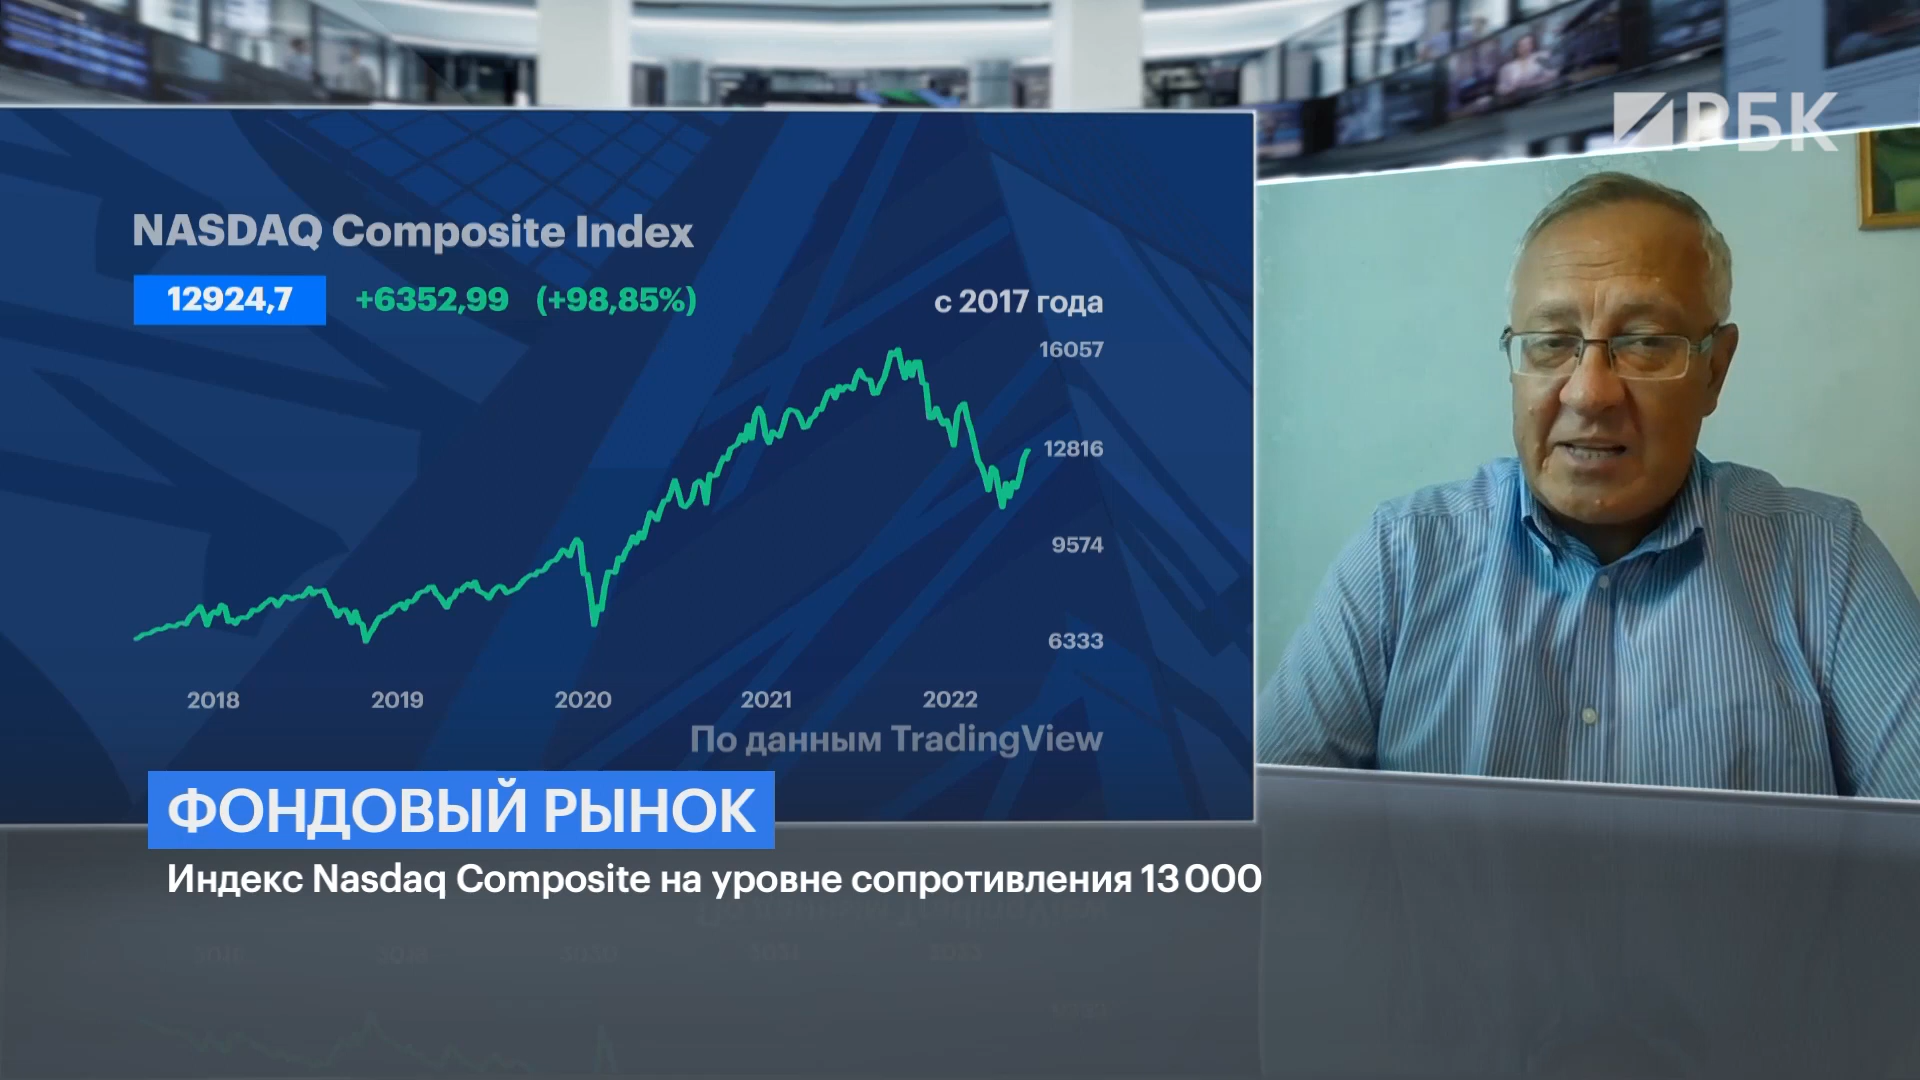 РБК
NASDAQ Composite Index
12924,7 +6352,99 (+98,85%)
с 2017 года
16057
12816
9574
6333
2018 2019 2020 2021 2022
По данным TradingView
ФОНДОВЫЙ РЫНОК
Индекс Nasdaq Composite на уровне сопротивления 13 000